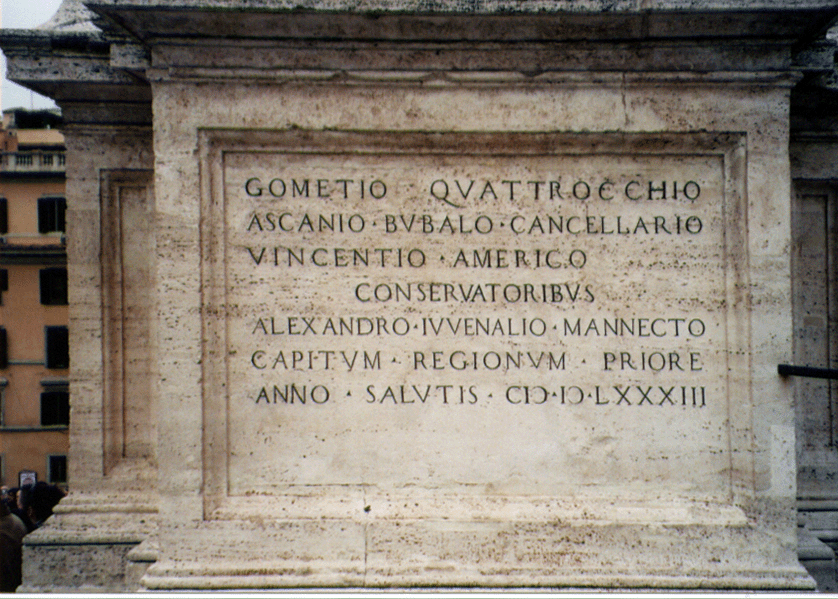 GOMETIO QVATTROCCHIO
ASCANIO · BVBALO · CANCELLARIO
VINCENTIO · AMERICO
CONSERVATORIBVS
ALEXANDRO · IVVENALIO · MANNECTO
CAPITVM · REGIONVM · PRIORE
ANNO · SALVTIS · CIƆ · IƆ · LXXXIII